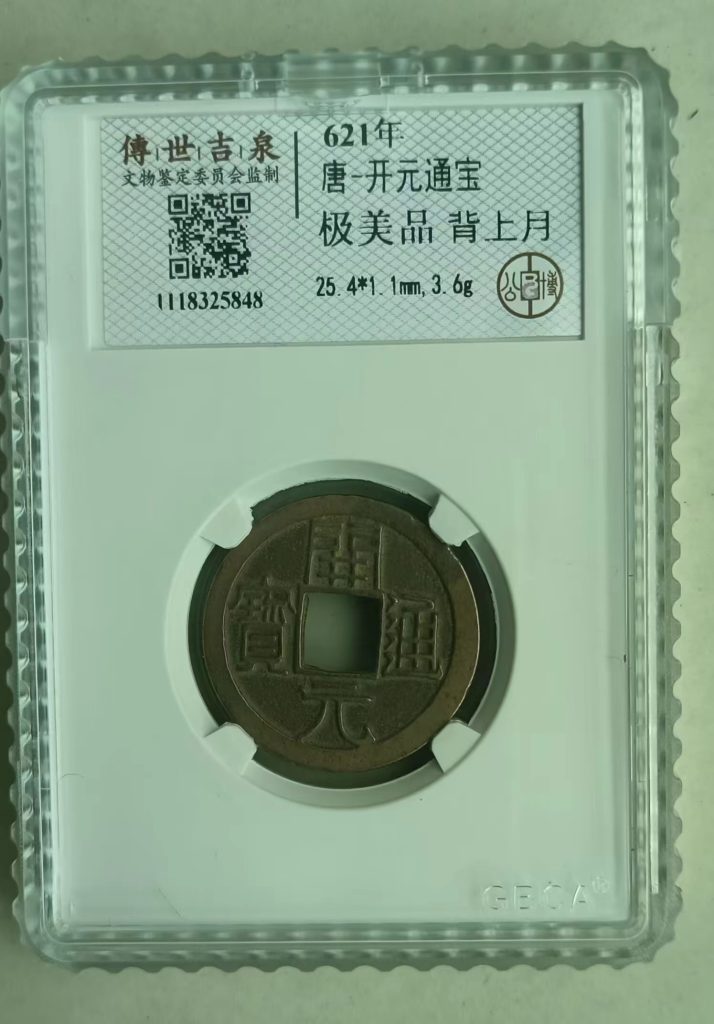 傳世吉泉
文物鉴定委员会监制
1118325848
621年
唐-开元通宝
极美品 背上月
25.4*1.1mm,3.6g
公博
開元通寶
GBCA®